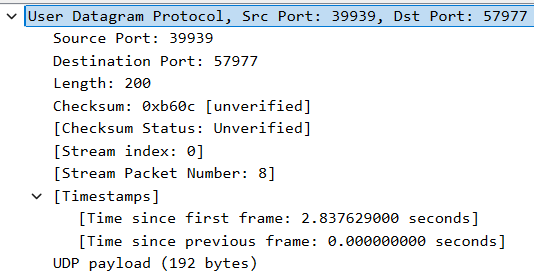 User Datagram Protocol, Src Port: 39939, Dst Port: 57977
Source Port: 39939
Destination Port: 57977
Length: 200
Checksum: 0xb60c [unverified]
[Checksum Status: Unverified]
[Stream index: 0]
[Stream Packet Number: 8]
[Timestamps]
[Time since first frame: 2.837629000 seconds]
[Time since previous frame: 0.000000000 seconds]
UDP payload (192 bytes)